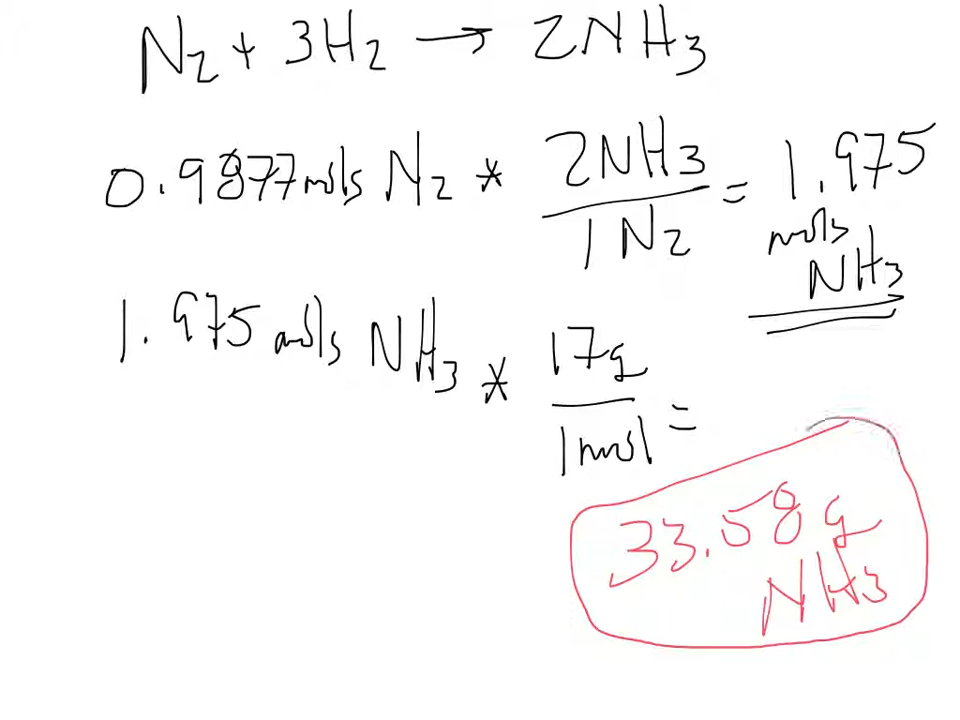 N2 + 3H2 → 2NH3
0.9877 mols N2 * 2NH3 / 1N2 = 1.975 mols NH3
1.975 mols NH3 * 17g / 1mol =
33.58 g
NH3